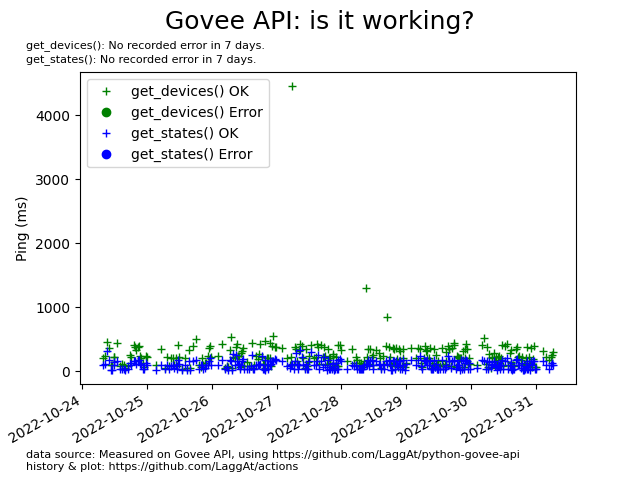 Govee API: is it working?
get_devices(): No recorded error in 7 days.
get_states(): No recorded error in 7 days.
get_devices() OK
get_devices() Error
get_states() OK
get_states() Error
Ping (ms)
4000
3000
2000
1000
0
2022-10-24
2022-10-25
2022-10-26
2022-10-27
2022-10-28
2022-10-29
2022-10-30
2022-10-31
data source: Measured on Govee API, using https://github.com/LaggAt/python-govee-api
history & plot: https://github.com/LaggAt/actions